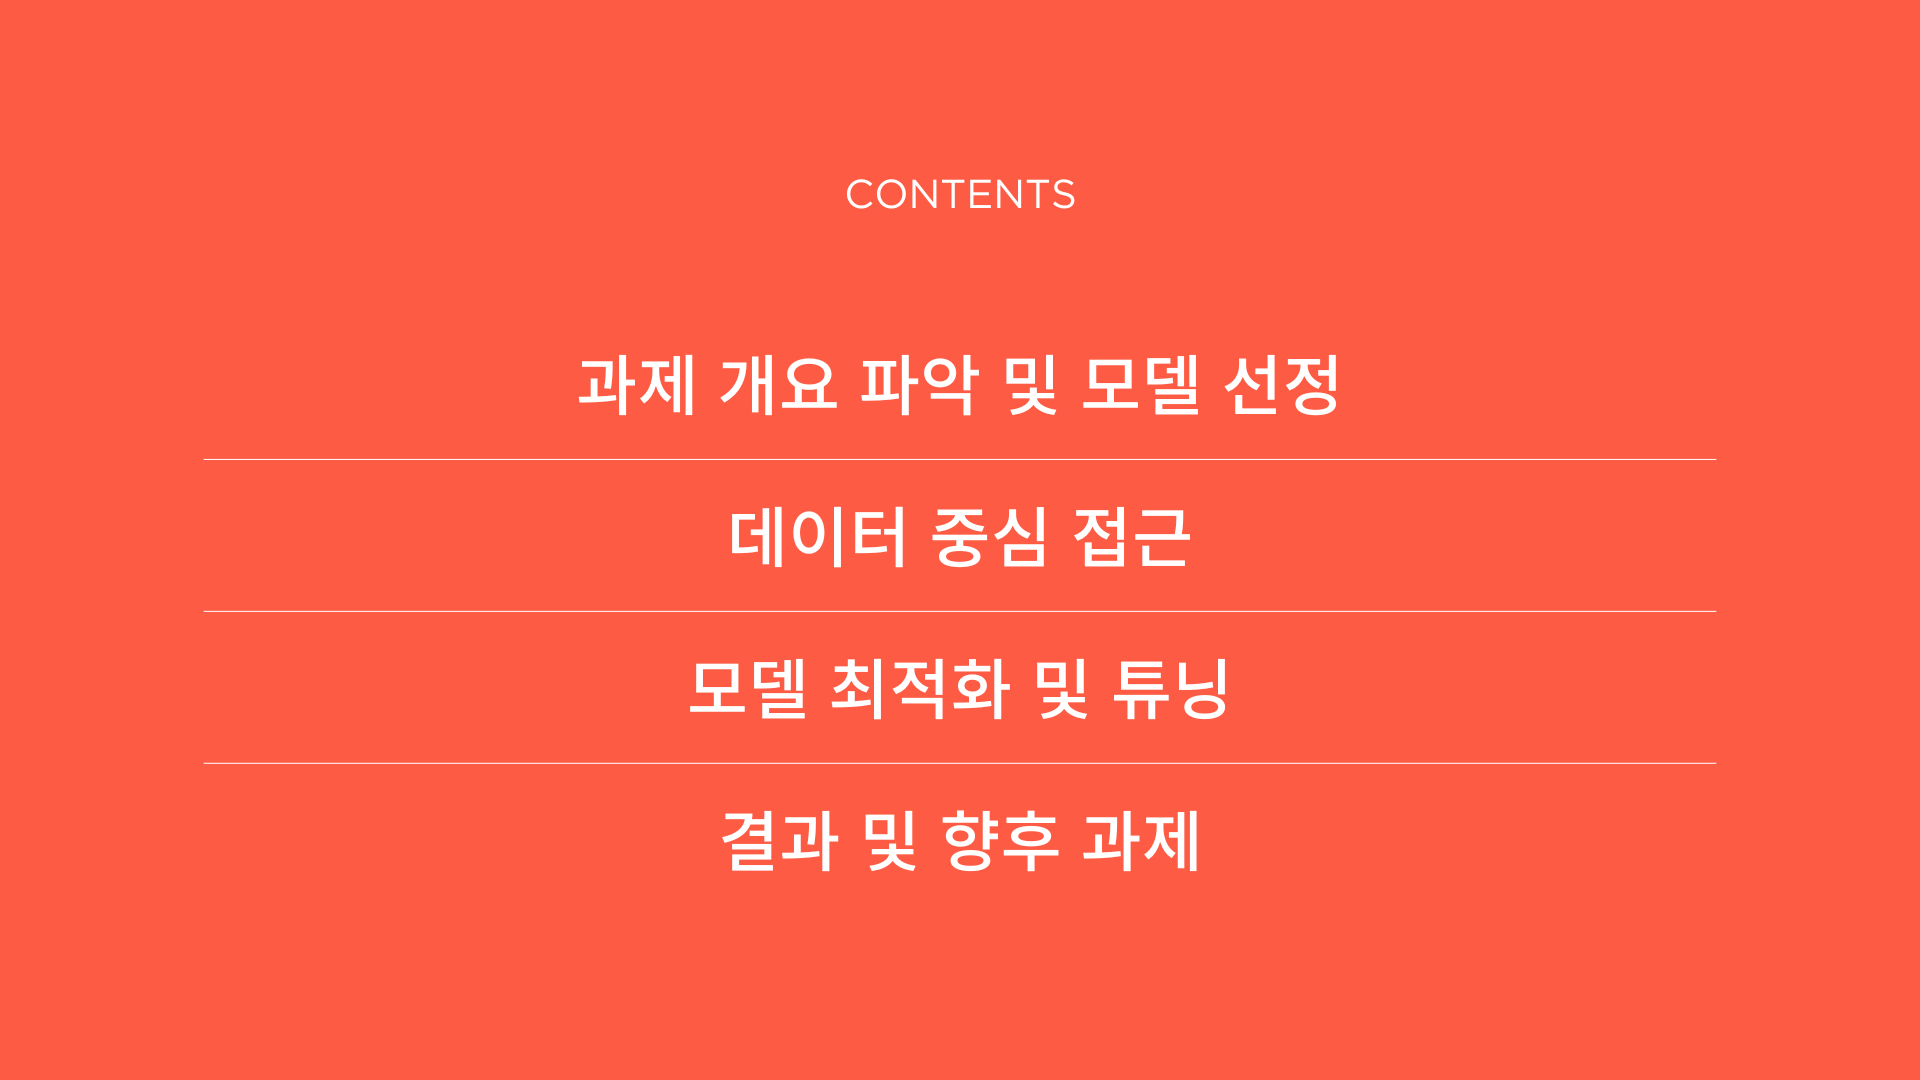 CONTENTS
과제 개요 파악 및 모델 선정
데이터 중심 접근
모델 최적화 및 튜닝
결과 및 향후 과제